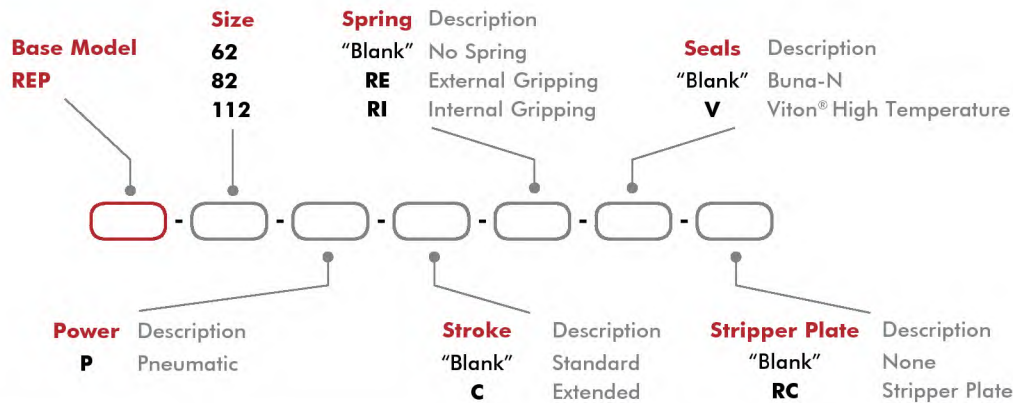 Base Model
REP
Size
62
82
112
Spring Description
"Blank" No Spring
RE External Gripping
RI Internal Gripping
Seals Description
"Blank" Buna-N
V Viton® High Temperature
- - - - - -
Power Description
P Pneumatic
Stroke Description
"Blank" Standard
C Extended
Stripper Plate Description
"Blank" None
RC Stripper Plate